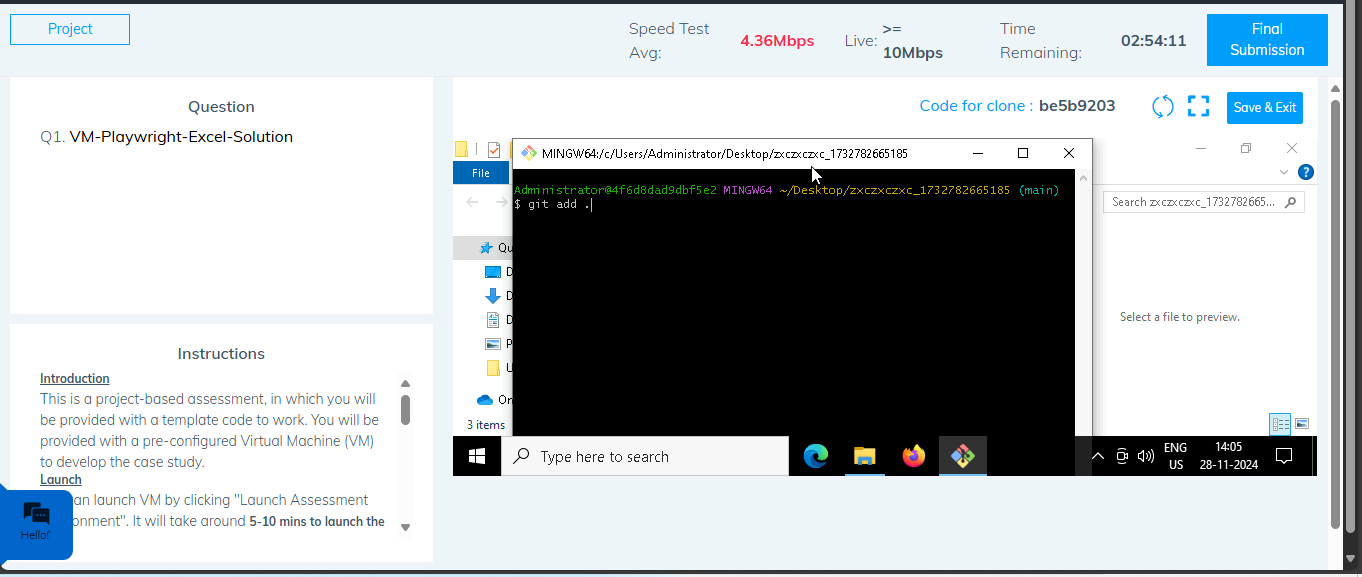 Project
Speed Test
Avg:
4.36Mbps
Live:
>=
10Mbps
Time
Remaining:
02:54:11
Final
Submission
Question
Q1. VM-Playwright-Excel-Solution
Instructions
Introduction
This is a project-based assessment, in which you will
be provided with a template code to work. You will be
provided with a pre-configured Virtual Machine (VM)
to develop the case study.
Launch
an launch VM by clicking "Launch Assessment
onment". It will take around 5-10 mins to launch the
Hello!
Code for clone : be5b9203
Save & Exit
MINGW64:/c/Users/Administrator/Desktop/zxczxczxc_1732782665185
File
Administrator@4f6d8dad9dbf5e2 MINGW64 ~/Desktop/zxczxczxc_1732782665185 (main)
$ git add .
Search zxczxczxc_1732782665...
Qu
D
D
D
P
U
On
3 items
Select a file to preview.
Type here to search
ENG
US
14:05
28-11-2024